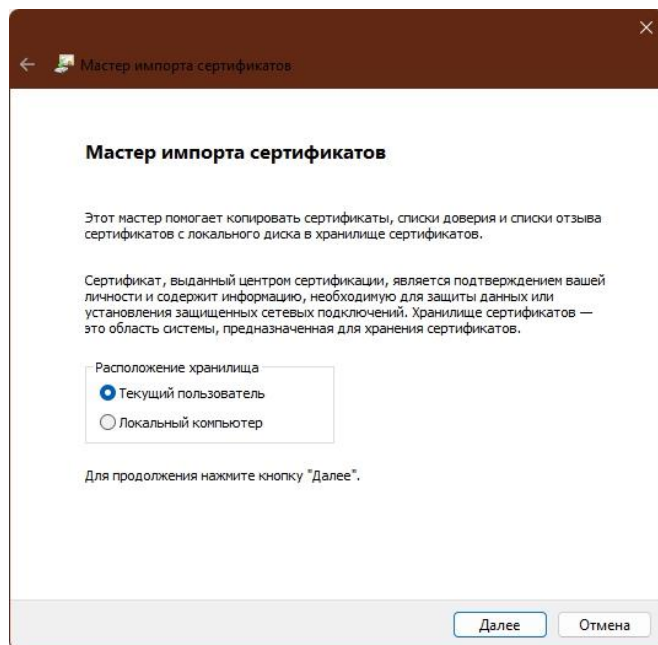 Мастер импорта сертификатов
Мастер импорта сертификатов
Этот мастер помогает копировать сертификаты, списки доверия и списки отзыва
сертификатов с локального диска в хранилище сертификатов.
Сертификат, выданный центром сертификации, является подтверждением вашей
личности и содержит информацию, необходимую для защиты данных или
установления защищенных сетевых подключений. Хранилище сертификатов —
это область системы, предназначенная для хранения сертификатов.
Расположение хранилища
Текущий пользователь
Локальный компьютер
Для продолжения нажмите кнопку "Далее".
Далее Отмена